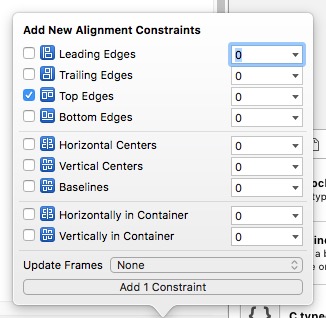 Add New Alignment Constraints
Leading Edges 0
Trailing Edges 0
Top Edges 0
Bottom Edges 0
Horizontal Centers 0
Vertical Centers 0
Baselines 0
Horizontally in Container 0
Vertically in Container 0
Update Frames None
Add 1 Constraint
{ } C type